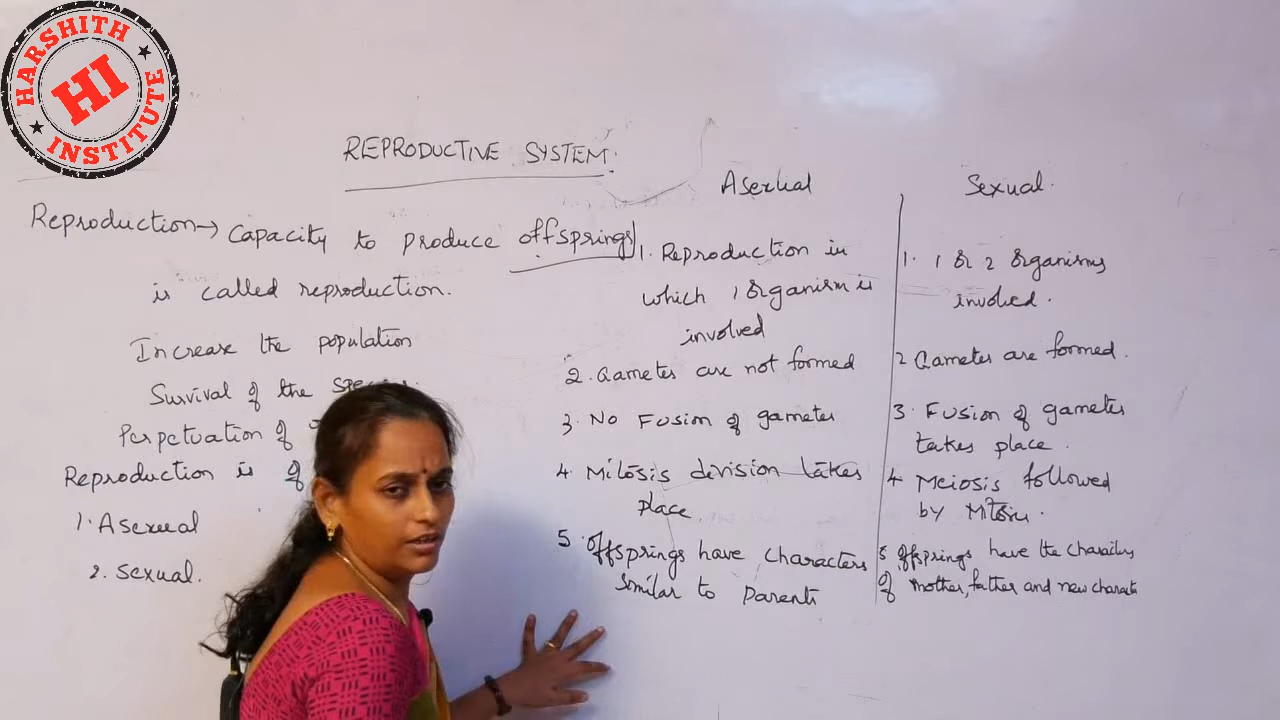 HARSHITH
HI
INSTITUTE
REPRODUCTIVE SYSTEM.
Reproduction → Capacity to produce offsprings
is called reproduction.
Increase the population
Survival of the species.
Perpetuation of
Reproduction is of
1. Asexual
2. Sexual.
Asexual
1. Reproduction in
which 1 organism is
involved
2. Gametes are not formed
3. No Fusion of gametes
4. Mitosis division takes
place.
5. Offsprings have characters
similar to parents
Sexual.
1. 1 or 2 organisms
involved.
2 Gametes are formed.
3. Fusion of gametes
takes place.
4 Meiosis followed
by Mitosis.
5 offsprings have the
of mother, father and new